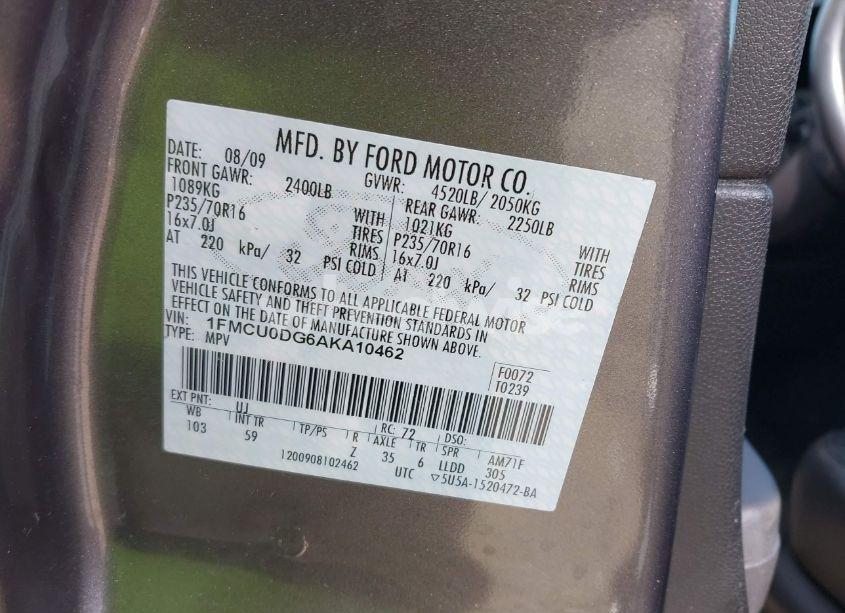 MFD. BY FORD MOTOR CO.
DATE: 08/09 GVWR: 4520LB/ 2050KG
FRONT GAWR: 2400LB REAR GAWR: 2250LB
1089KG WITH 1021KG WITH
P235/70R16 TIRES P235/70R16 TIRES
16x7.0J RIMS 16x7.0J RIMS
AT 220 kPa/ 32 PSI COLD AT 220 kPa/ 32 PSI COLD
THIS VEHICLE CONFORMS TO ALL APPLICABLE FEDERAL MOTOR
VEHICLE SAFETY AND THEFT PREVENTION STANDARDS IN
EFFECT ON THE DATE OF MANUFACTURE SHOWN ABOVE.
VIN: 1FMCU0DG6AKA10462
TYPE: MPV
F0072
T0239
EXT PNT: UJ RC: 72 DSO:
WB INT TR TP/PS R AXLE TR SPR AM71F
103 59 Z 35 6 LLDD 305
1200908102462 UTC ▽5U5A-1520472-BA